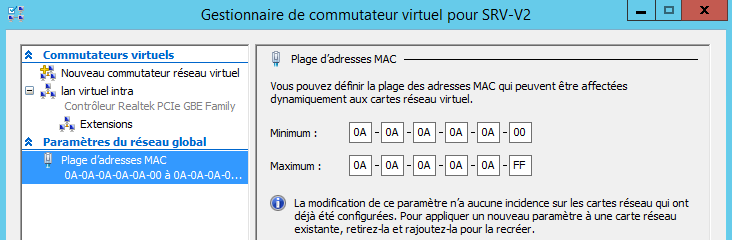 Gestionnaire de commutateur virtuel pour SRV-V2
Commutateurs virtuels
Nouveau commutateur réseau virtuel
lan virtuel intra
Contrôleur Realtek PCIe GBE Family
Extensions
Paramètres du réseau global
Plage d'adresses MAC
0A-0A-0A-0A-0A-00 à 0A-0A-0A-0...
Plage d'adresses MAC
Vous pouvez définir la plage des adresses MAC qui peuvent être affectées
dynamiquement aux cartes réseau virtuel.
Minimum : 0A - 0A - 0A - 0A - 0A - 00
Maximum : 0A - 0A - 0A - 0A - 0A - FF
La modification de ce paramètre n'a aucune incidence sur les cartes réseau qui ont
déjà été configurées. Pour appliquer un nouveau paramètre à une carte réseau
existante, retirez-la et rajoutez-la pour la recréer.